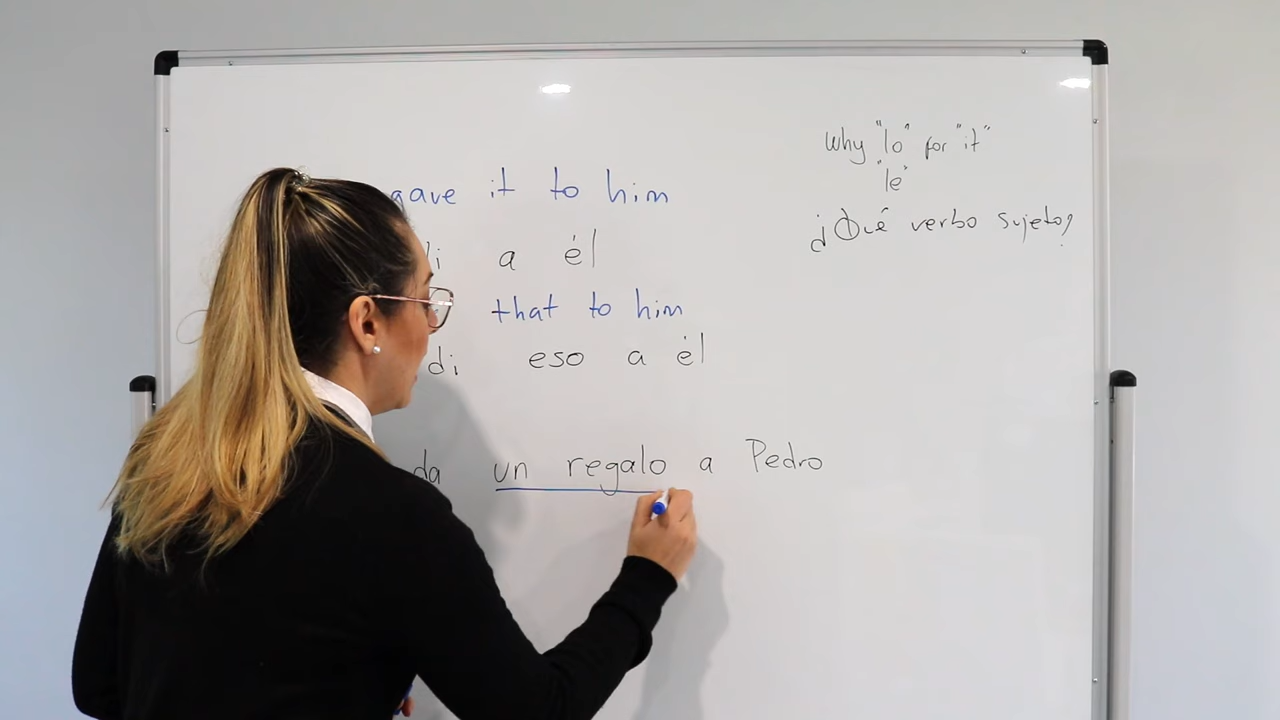 why "lo" for "it"
"le"
¿Qué verbo sujeto?
gave it to him
di a él
that to him
di eso a él
da un regalo a Pedro